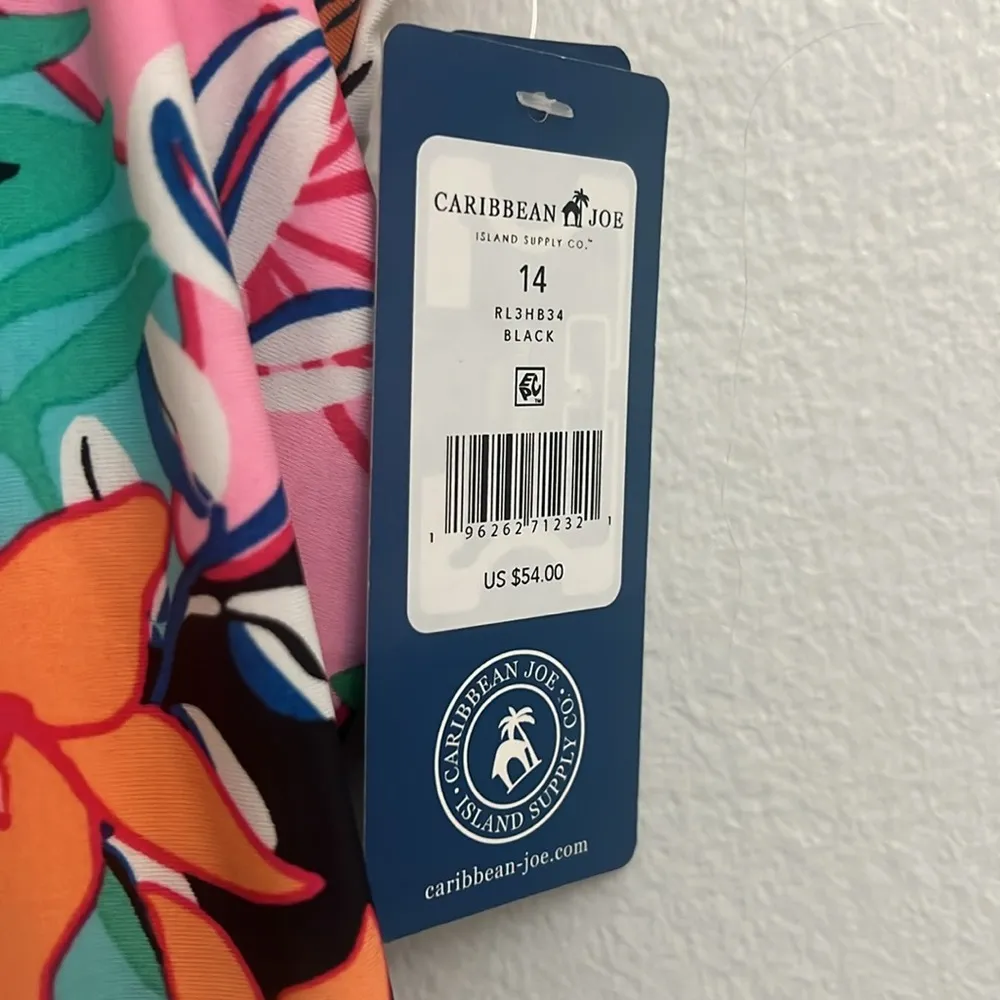 CARIBBEAN JOE
ISLAND SUPPLY CO.™
14
RL3HB34
BLACK
EPC™
1 96262 71232 1
US $54.00
CARIBBEAN JOE • ISLAND SUPPLY CO. •
caribbean-joe.com